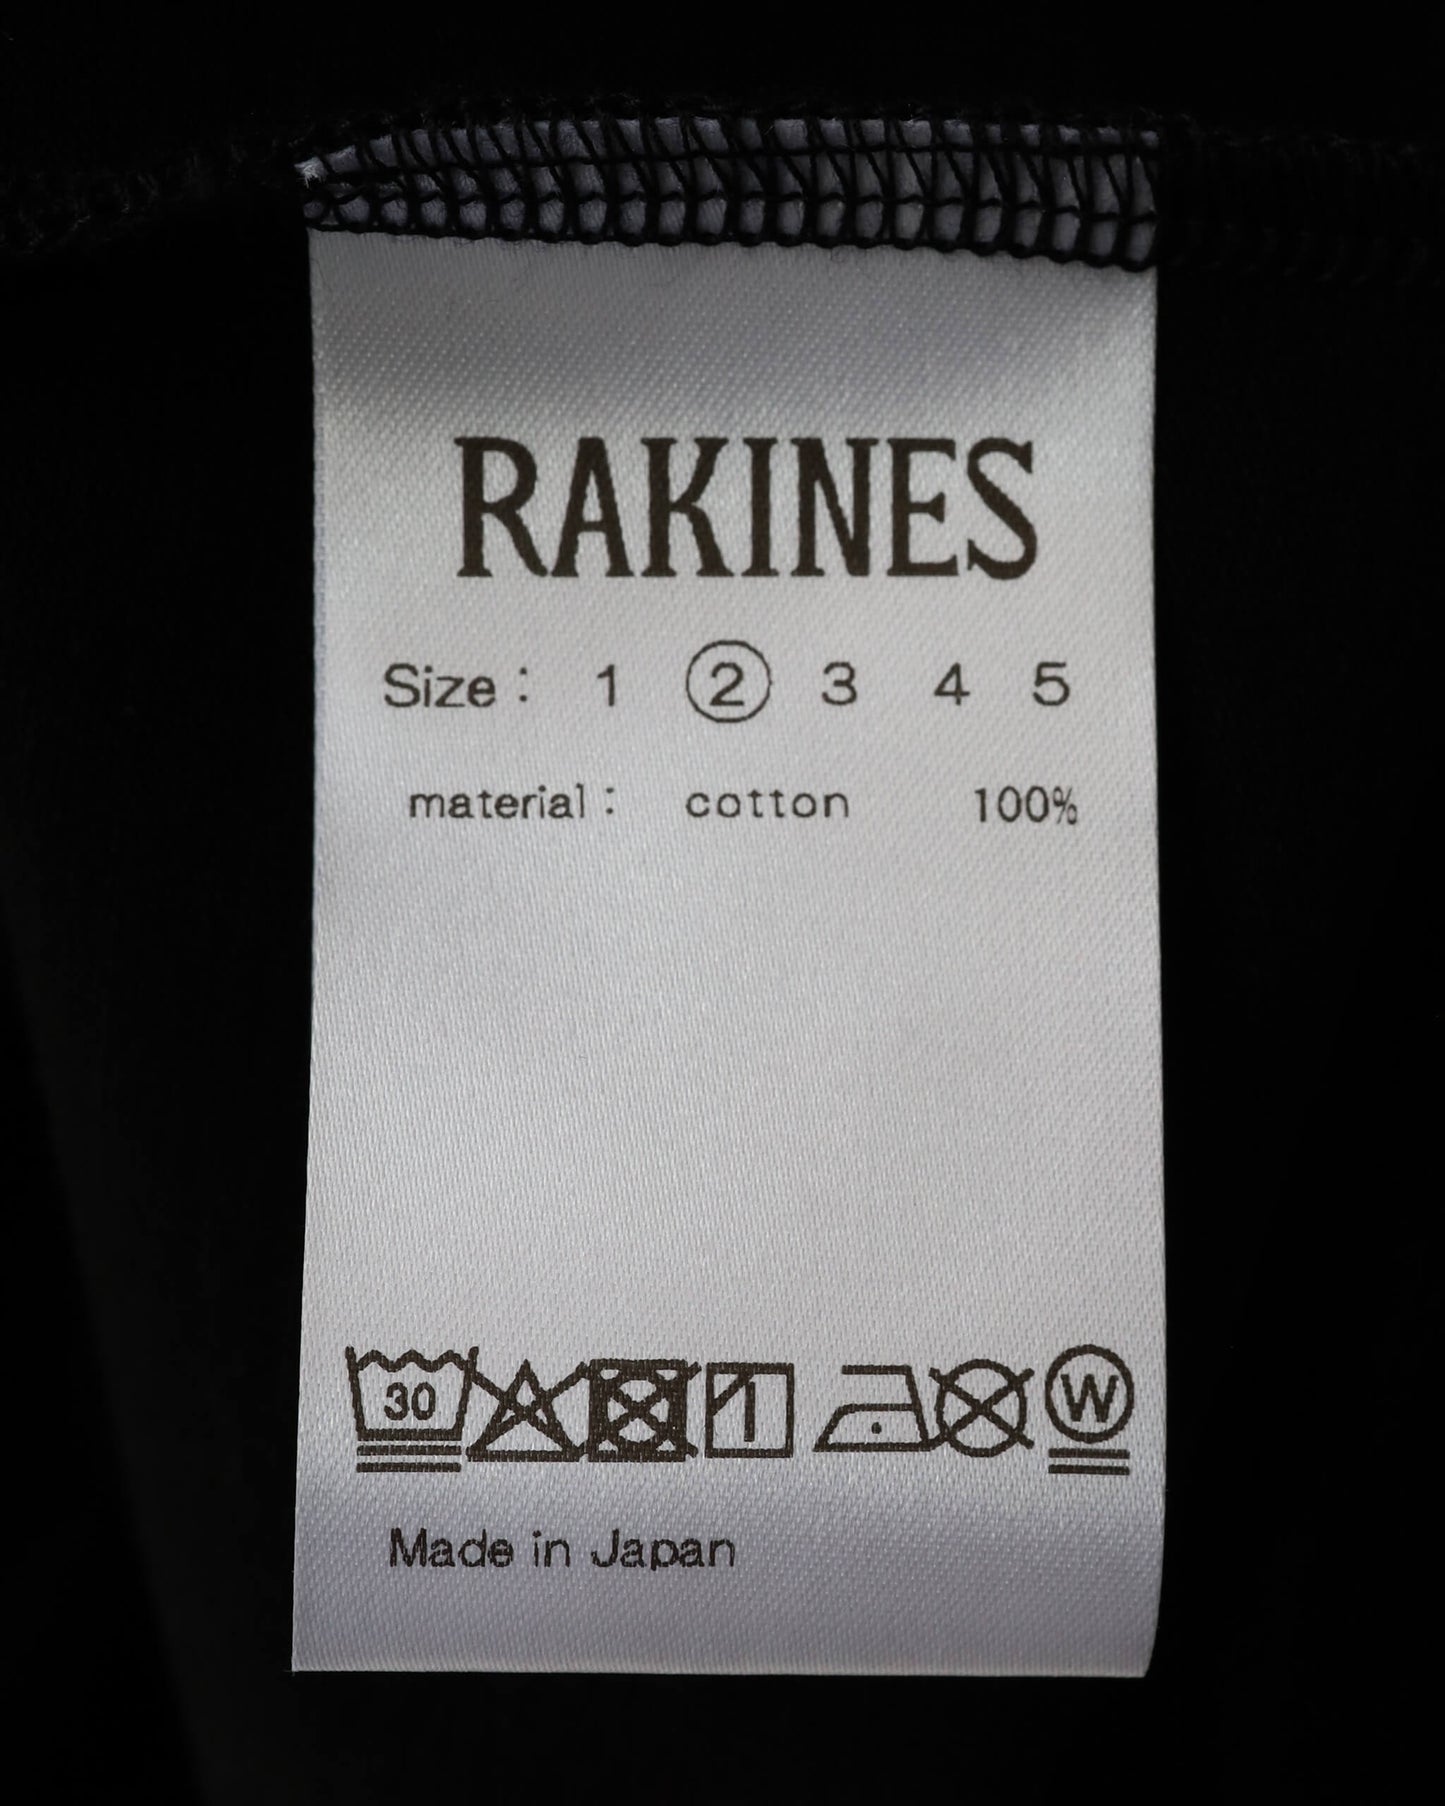 RAKINES
Size： 1 ② 3 4 5
material： cotton 100%
30 W
Made in Japan